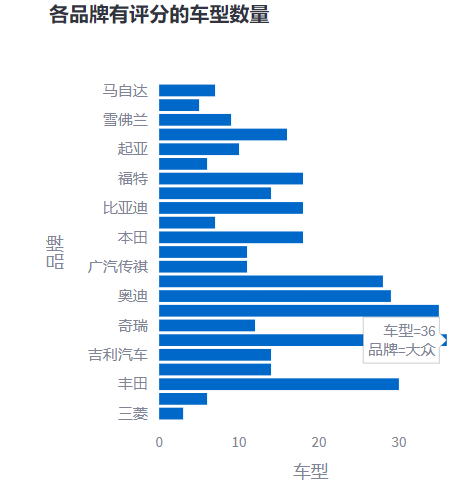 各品牌有评分的车型数量
马自达
雪佛兰
起亚
福特
比亚迪
本田
广汽传祺
奥迪
奇瑞
吉利汽车
丰田
三菱
品牌
车型=36
品牌=大众
0 10 20 30
车型